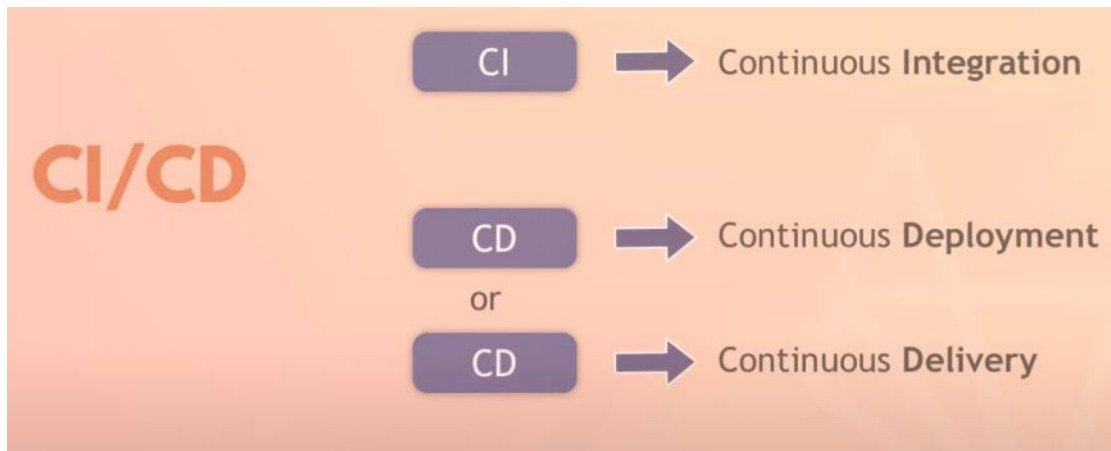 CI/CD
CI Continuous Integration
CD Continuous Deployment
or
CD Continuous Delivery